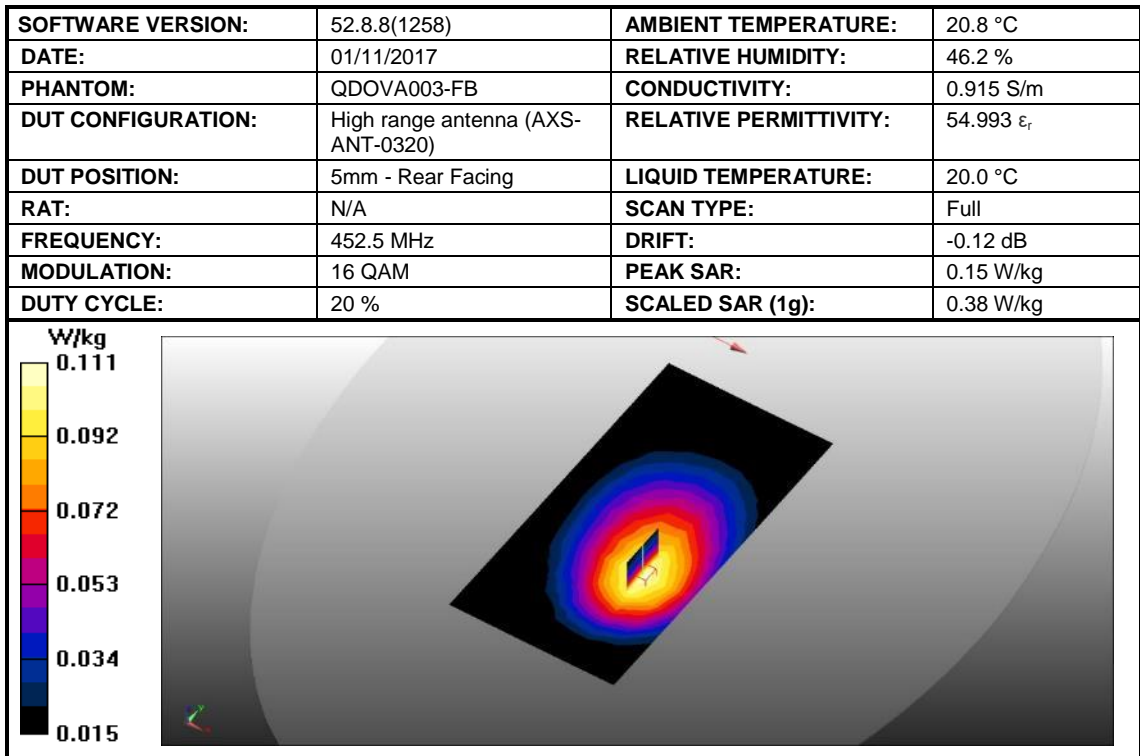 SOFTWARE VERSION: 52.8.8(1258) AMBIENT TEMPERATURE: 20.8 °C
DATE: 01/11/2017 RELATIVE HUMIDITY: 46.2 %
PHANTOM: QDOVA003-FB CONDUCTIVITY: 0.915 S/m
DUT CONFIGURATION: High range antenna (AXS- RELATIVE PERMITTIVITY: 54.993 εr
ANT-0320)
DUT POSITION: 5mm - Rear Facing LIQUID TEMPERATURE: 20.0 °C
RAT: N/A SCAN TYPE: Full
FREQUENCY: 452.5 MHz DRIFT: -0.12 dB
MODULATION: 16 QAM PEAK SAR: 0.15 W/kg
DUTY CYCLE: 20 % SCALED SAR (1g): 0.38 W/kg
W/kg
0.111
0.092
0.072
0.053
0.034
0.015